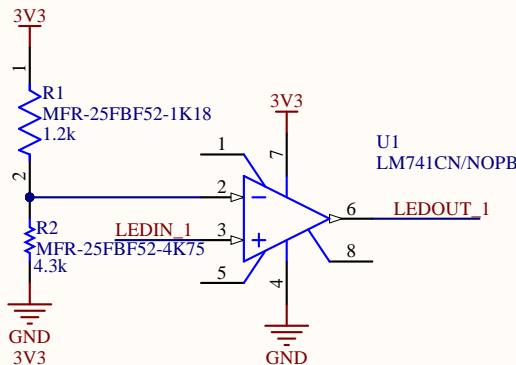 3V3
1
R1
MFR-25FBF52-1K18
1.2k
2
R2
MFR-25FBF52-4K75
4.3k
GND
3V3
3V3
7
1
2
LEDIN_1
3
5
4
GND
U1
LM741CN/NOPB
6
LEDOUT_1
8